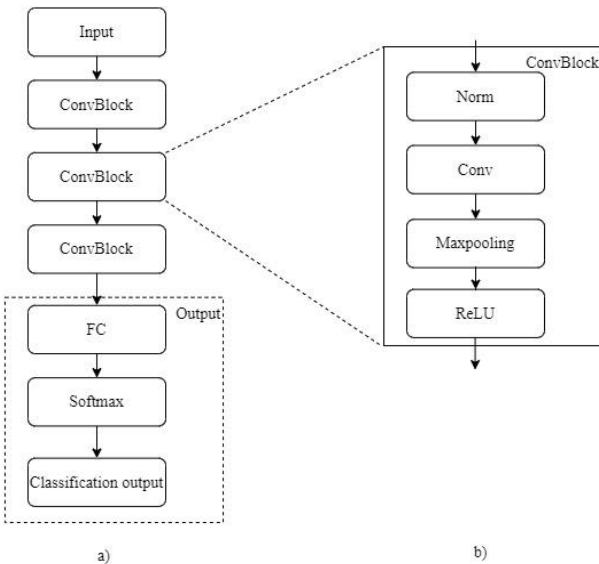 Input
ConvBlock
ConvBlock
ConvBlock
Output
FC
Softmax
Classification output
a)
ConvBlock
Norm
Conv
Maxpooling
ReLU
b)